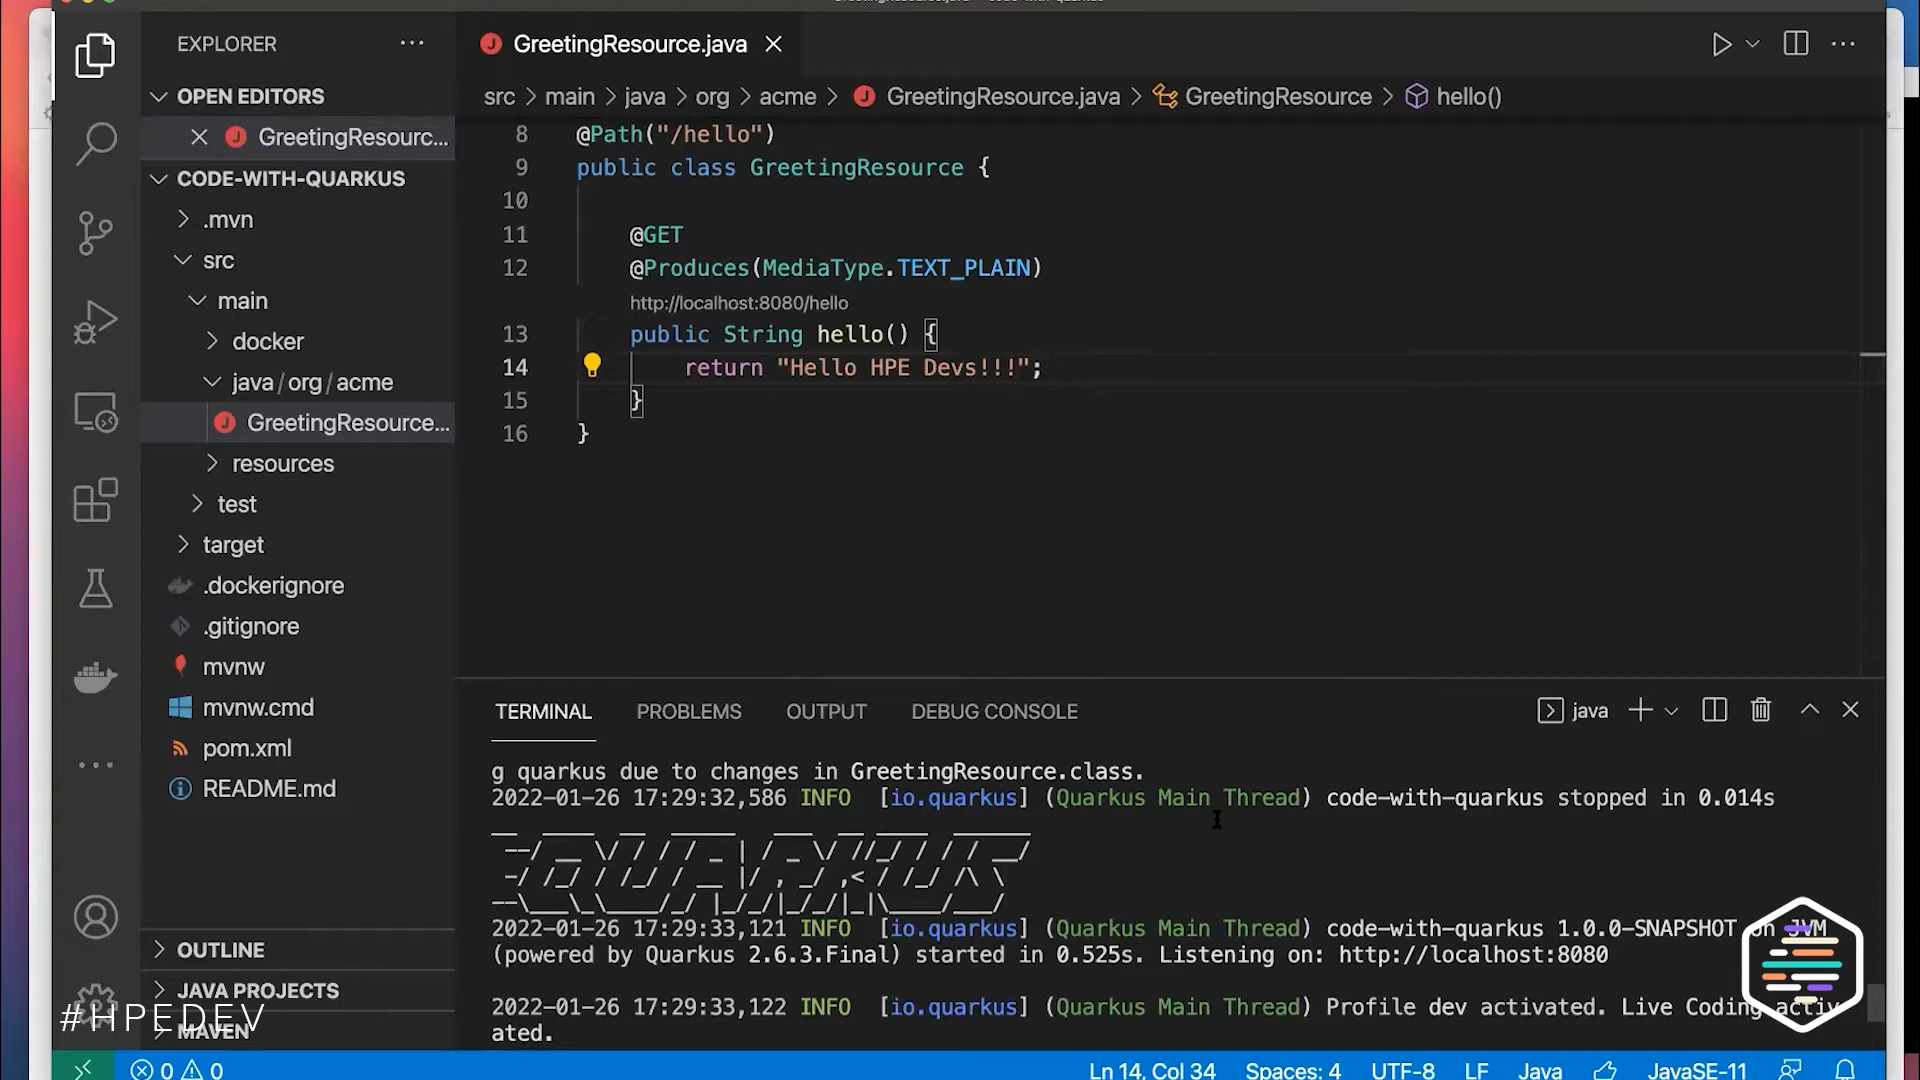 EXPLORER
GreetingResource.java
OPEN EDITORS
src > main > java > org > acme > GreetingResource.java > GreetingResource > hello()
GreetingResourc...
8 @Path("/hello")
CODE-WITH-QUARKUS
9 public class GreetingResource {
.mvn
10
src
11 @GET
main
12 @Produces(MediaType.TEXT_PLAIN)
http://localhost:8080/hello
docker
13 public String hello() {
java/org/acme
14 return "Hello HPE Devs!!!";
GreetingResource...
15 }
16 }
resources
test
target
.dockerignore
.gitignore
mvnw
mvnw.cmd
pom.xml
README.md
TERMINAL PROBLEMS OUTPUT DEBUG CONSOLE
java
g quarkus due to changes in GreetingResource.class.
2022-01-26 17:29:32,586 INFO [io.quarkus] (Quarkus Main Thread) code-with-quarkus stopped in 0.014s
QUARKUS
2022-01-26 17:29:33,121 INFO [io.quarkus] (Quarkus Main Thread) code-with-quarkus 1.0.0-SNAPSHOT on JVM
(powered by Quarkus 2.6.3.Final) started in 0.525s. Listening on: http://localhost:8080
2022-01-26 17:29:33,122 INFO [io.quarkus] (Quarkus Main Thread) Profile dev activated. Live Coding activ
ated.
OUTLINE
JAVA PROJECTS
#HPEDEV
MAVEN
0 0
Ln 14, Col 34 Spaces: 4 UTF-8 LF Java JavaSE-11